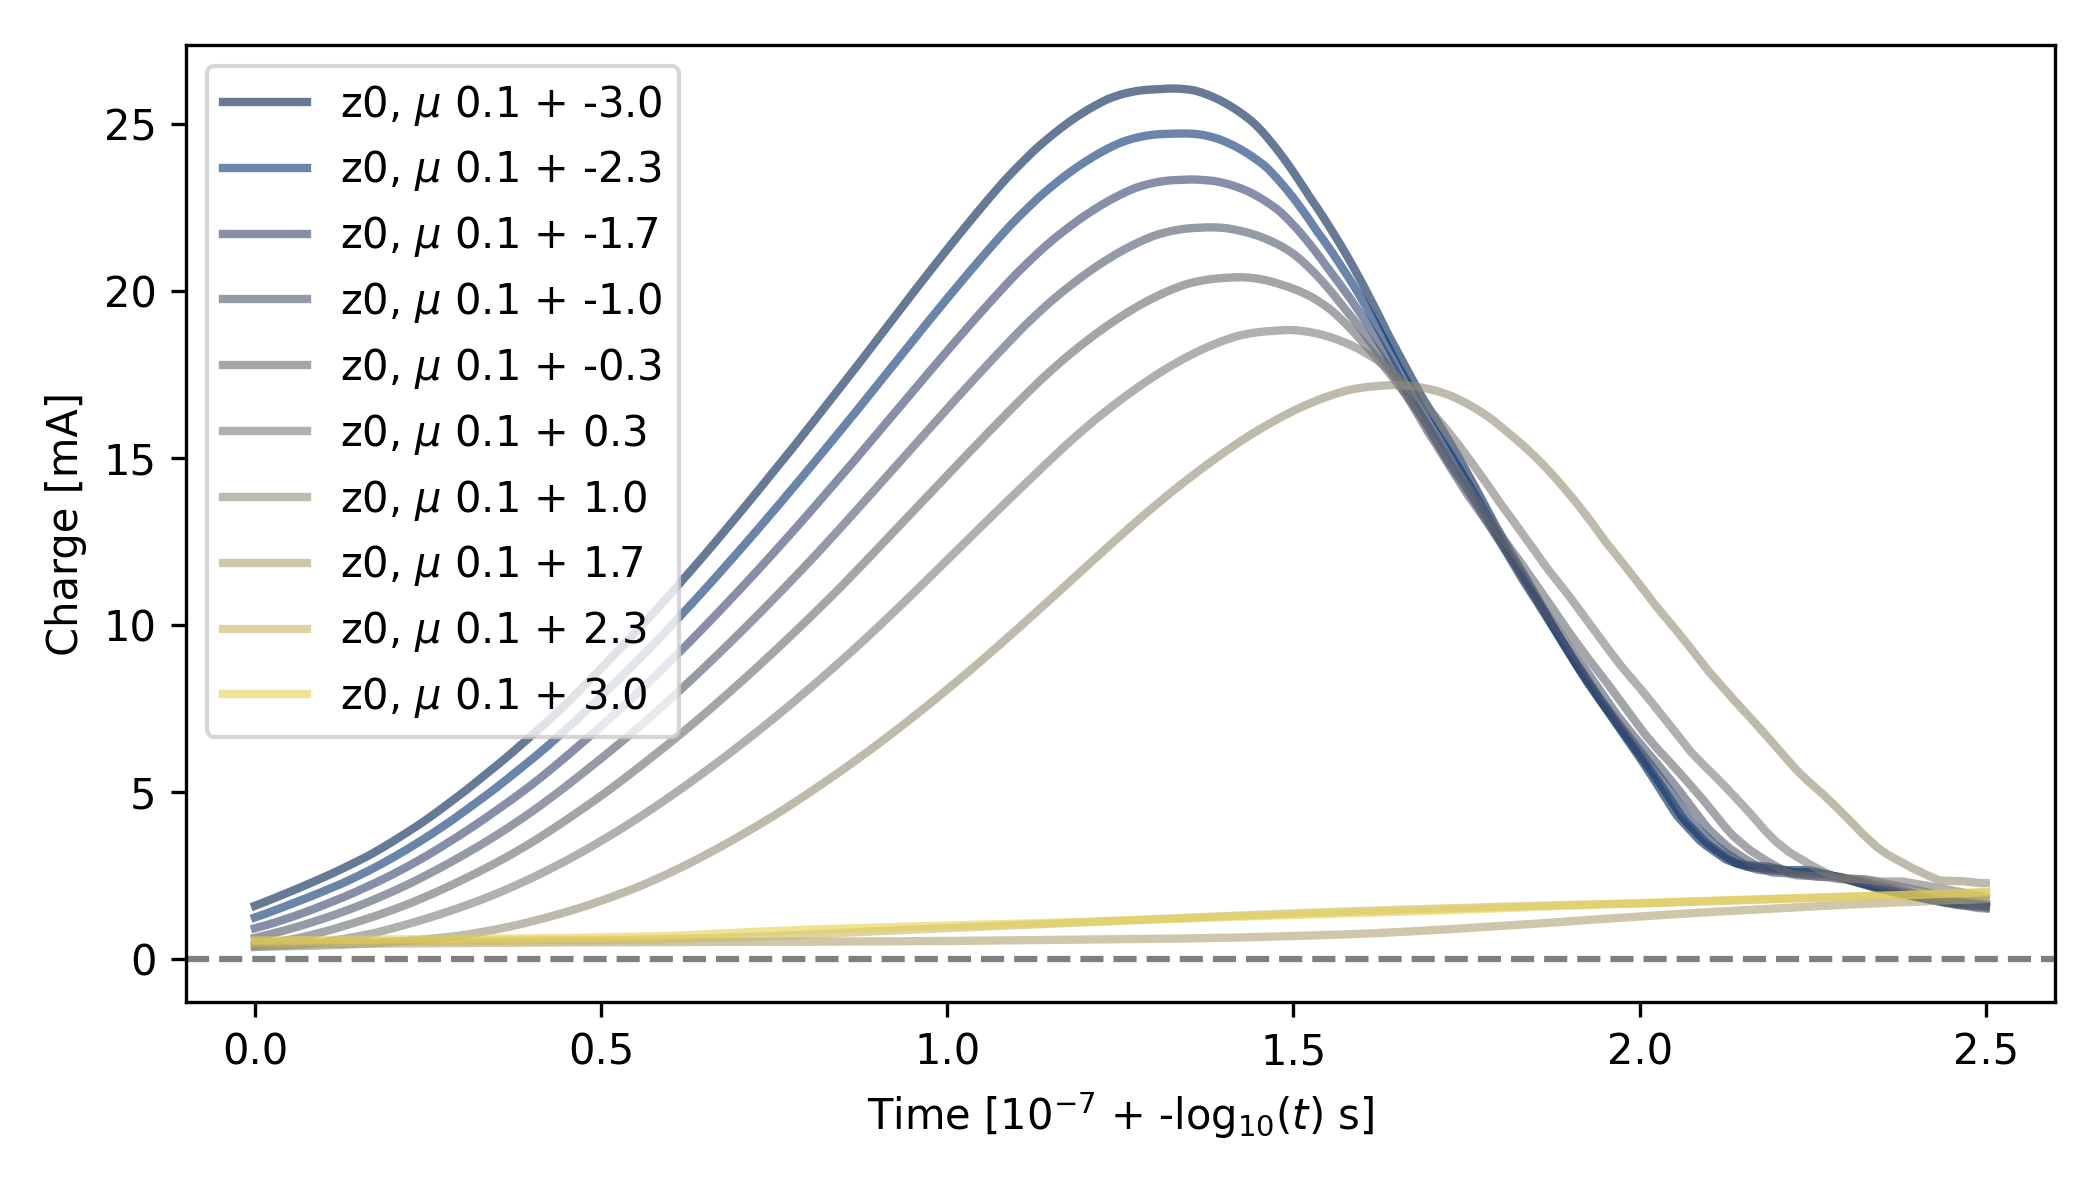 z0, μ 0.1 + -3.0
z0, μ 0.1 + -2.3
z0, μ 0.1 + -1.7
z0, μ 0.1 + -1.0
z0, μ 0.1 + -0.3
z0, μ 0.1 + 0.3
z0, μ 0.1 + 1.0
z0, μ 0.1 + 1.7
z0, μ 0.1 + 2.3
z0, μ 0.1 + 3.0
25
20
15
10
5
0
Charge [mA]
0.0 0.5 1.0 1.5 2.0 2.5
Time [10⁻⁷ + -log₁₀(t) s]